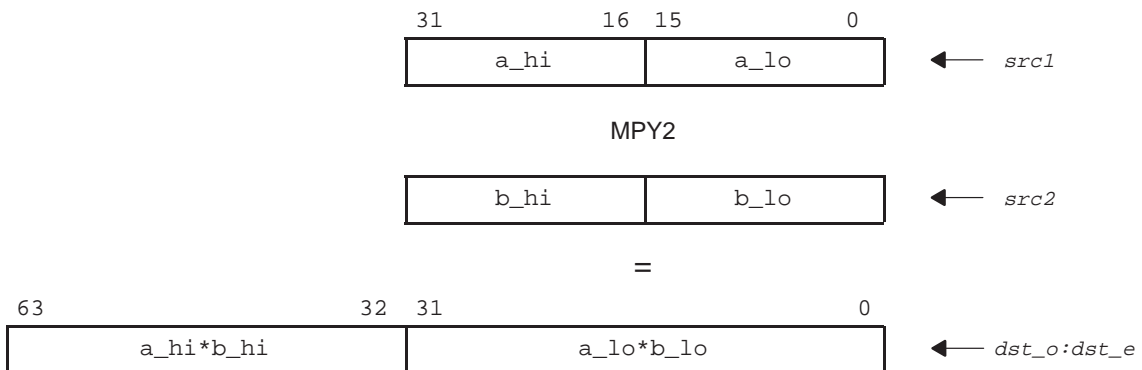 31 16 15 0
a_hi a_lo src1
MPY2
b_hi b_lo src2
=
63 32 31 0
a_hi*b_hi a_lo*b_lo dst_o:dst_e